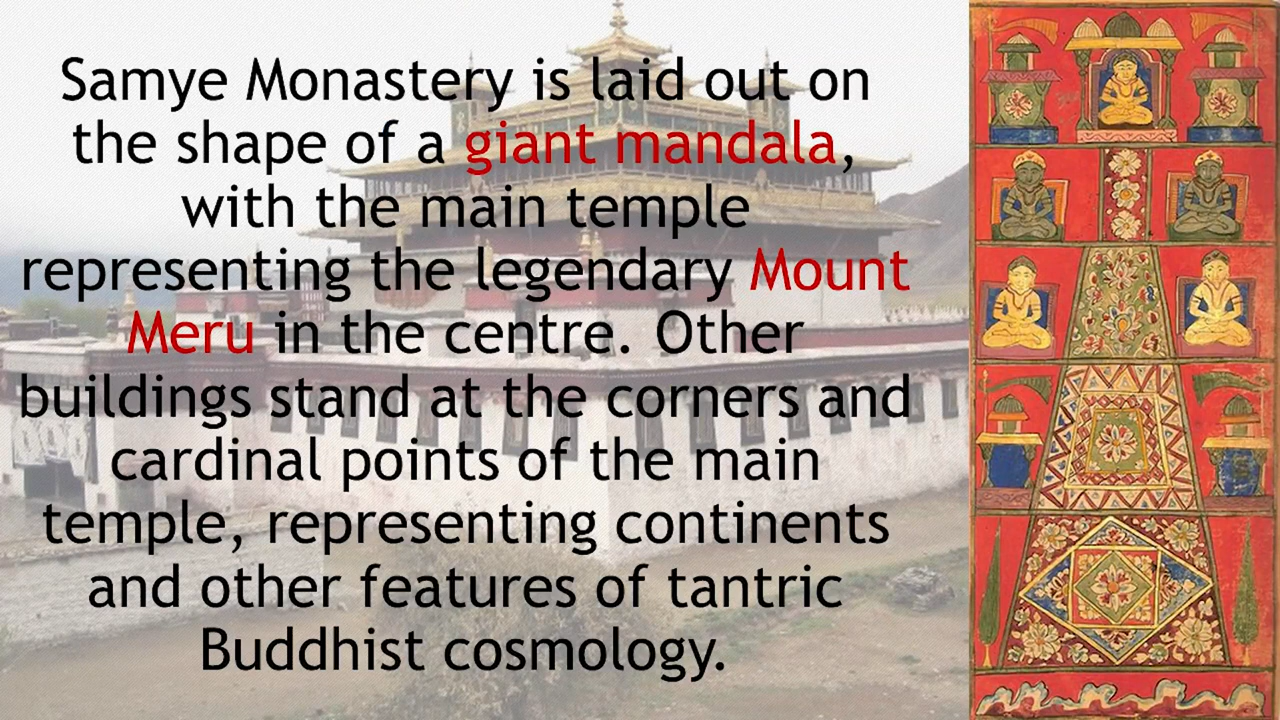 Samye Monastery is laid out on
the shape of a giant mandala,
with the main temple
representing the legendary Mount
Meru in the centre. Other
buildings stand at the corners and
cardinal points of the main
temple, representing continents
and other features of tantric
Buddhist cosmology.